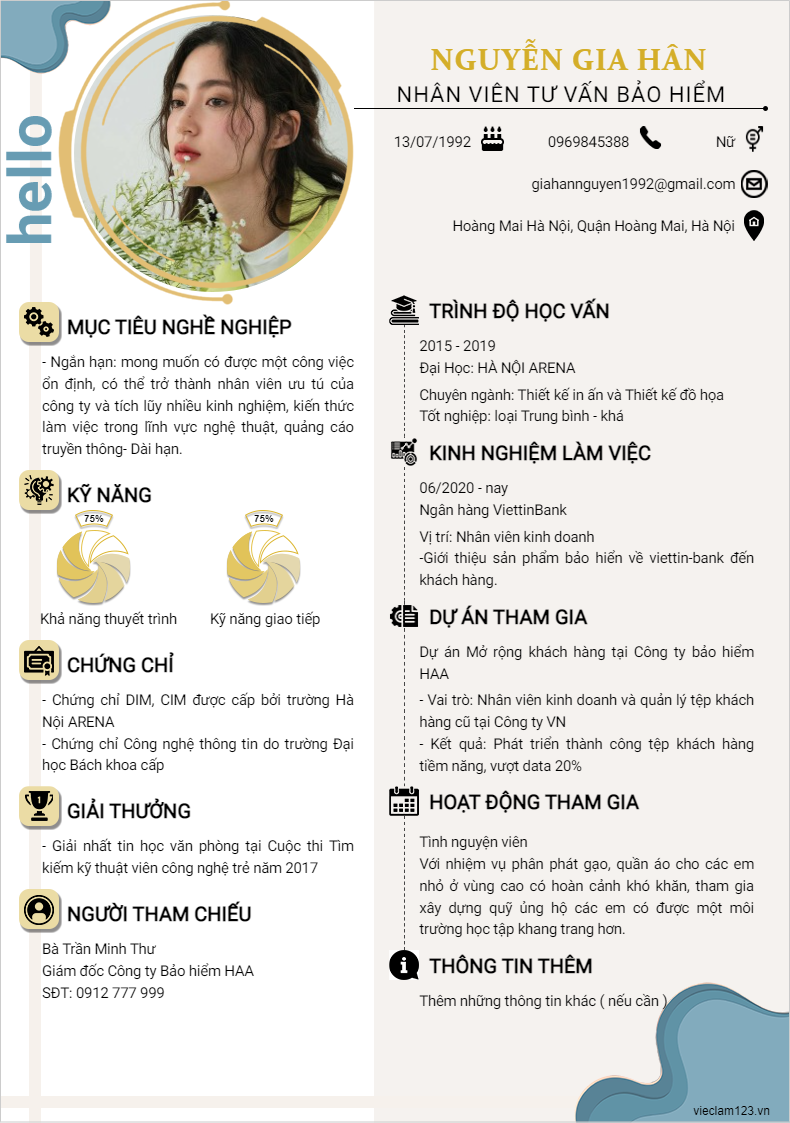 hello
NGUYỄN GIA HÂN
NHÂN VIÊN TƯ VẤN BẢO HIỂM
13/07/1992
0969845388
Nữ
giahannguyen1992@gmail.com
Hoàng Mai Hà Nội, Quận Hoàng Mai, Hà Nội
MỤC TIÊU NGHỀ NGHIỆP
- Ngắn hạn: mong muốn có được một công việc
ổn định, có thể trở thành nhân viên ưu tú của
công ty và tích lũy nhiều kinh nghiệm, kiến thức
làm việc trong lĩnh vực nghệ thuật, quảng cáo
truyền thông- Dài hạn.
KỸ NĂNG
75%
75%
Khả năng thuyết trình
Kỹ năng giao tiếp
CHỨNG CHỈ
- Chứng chỉ DIM, CIM được cấp bởi trường Hà
Nội ARENA
- Chứng chỉ Công nghệ thông tin do trường Đại
học Bách khoa cấp
1
GIẢI THƯỞNG
- Giải nhất tin học văn phòng tại Cuộc thi Tìm
kiếm kỹ thuật viên công nghệ trẻ năm 2017
NGƯỜI THAM CHIẾU
Bà Trần Minh Thư
Giám đốc Công ty Bảo hiểm HAA
SĐT: 0912 777 999
TRÌNH ĐỘ HỌC VẤN
2015 - 2019
Đại Học: HÀ NỘI ARENA
Chuyên ngành: Thiết kế in ấn và Thiết kế đồ họa
Tốt nghiệp: loại Trung bình - khá
KINH NGHIỆM LÀM VIỆC
06/2020 - nay
Ngân hàng ViettinBank
Vị trí: Nhân viên kinh doanh
-Giới thiệu sản phẩm bảo hiển về viettin-bank đến
khách hàng.
DỰ ÁN THAM GIA
Dự án Mở rộng khách hàng tại Công ty bảo hiểm
HAA
- Vai trò: Nhân viên kinh doanh và quản lý tệp khách
hàng cũ tại Công ty VN
- Kết quả: Phát triển thành công tệp khách hàng
tiềm năng, vượt data 20%
HOẠT ĐỘNG THAM GIA
Tình nguyện viên
Với nhiệm vụ phân phát gạo, quần áo cho các em
nhỏ ở vùng cao có hoàn cảnh khó khăn, tham gia
xây dựng quỹ ủng hộ các em có được một môi
trường học tập khang trang hơn.
THÔNG TIN THÊM
Thêm những thông tin khác ( nếu cần )
vieclam123.vn